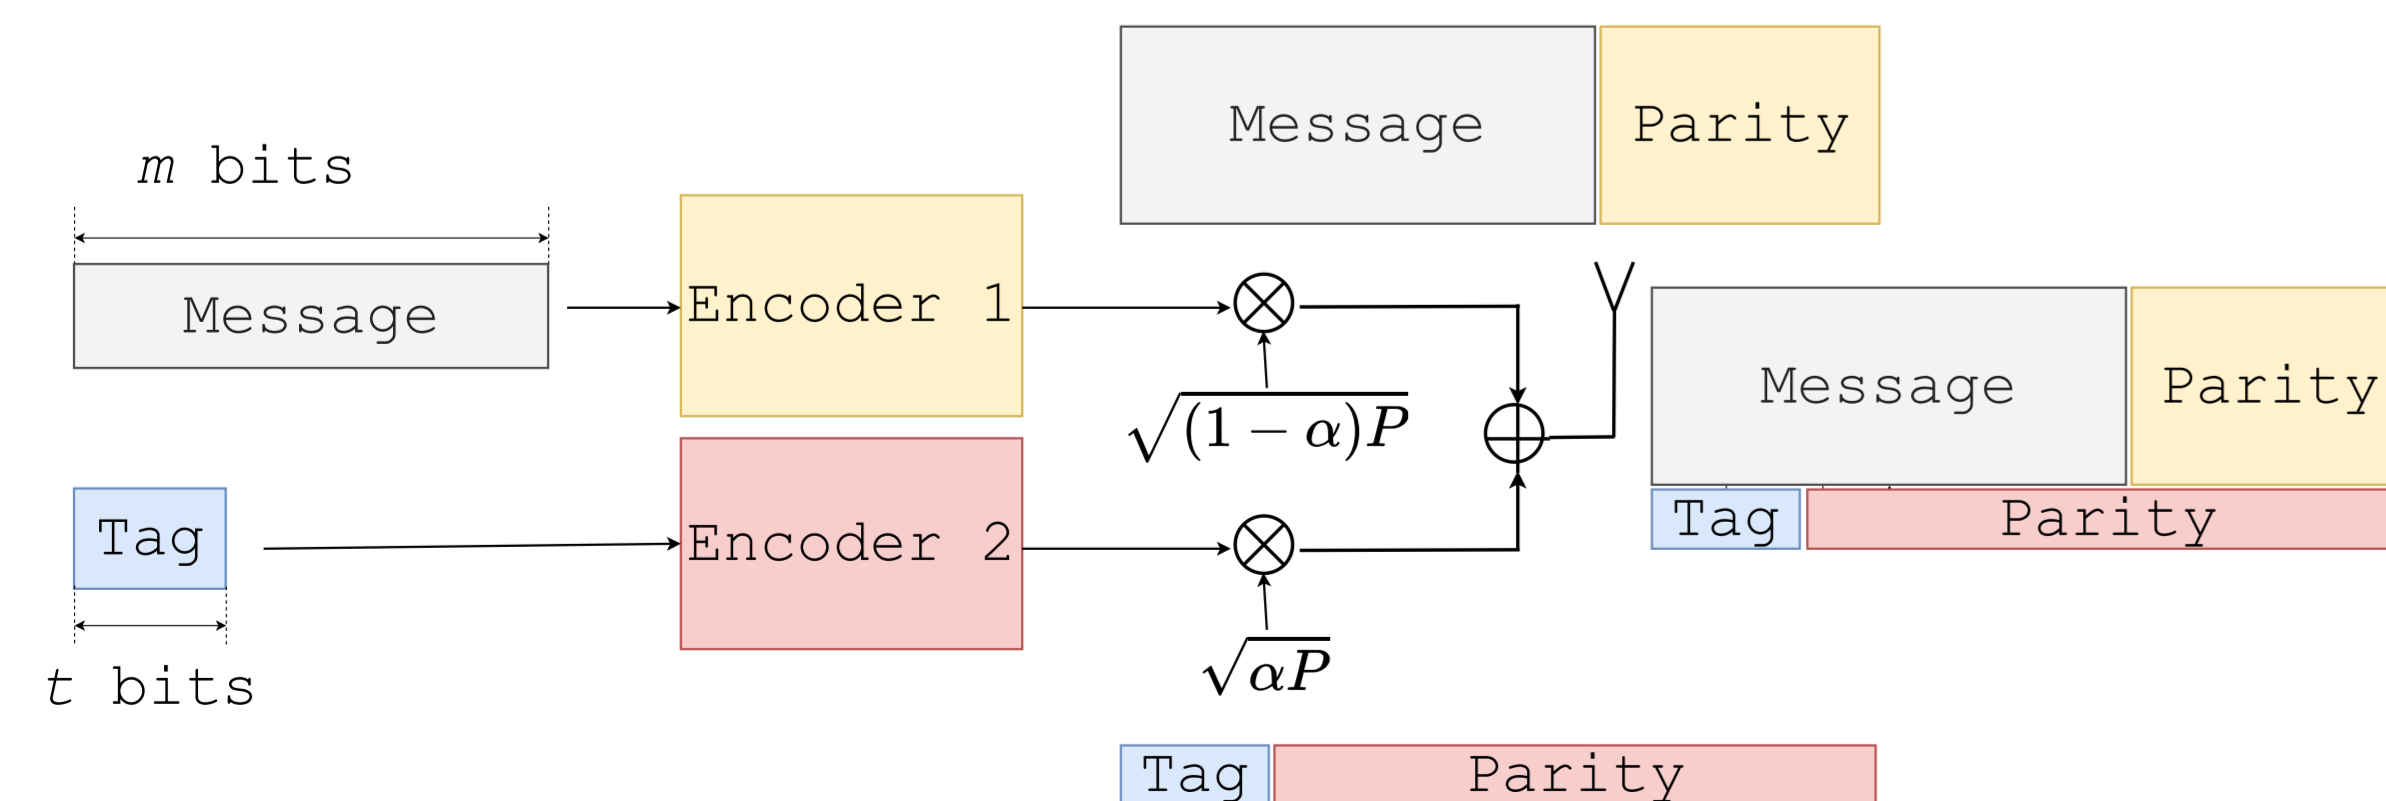 Message Parity
m bits
Message
Encoder 1
√(1 − α)P
Message Parity
Tag Parity
Tag
Encoder 2
√αP
t bits
Tag Parity